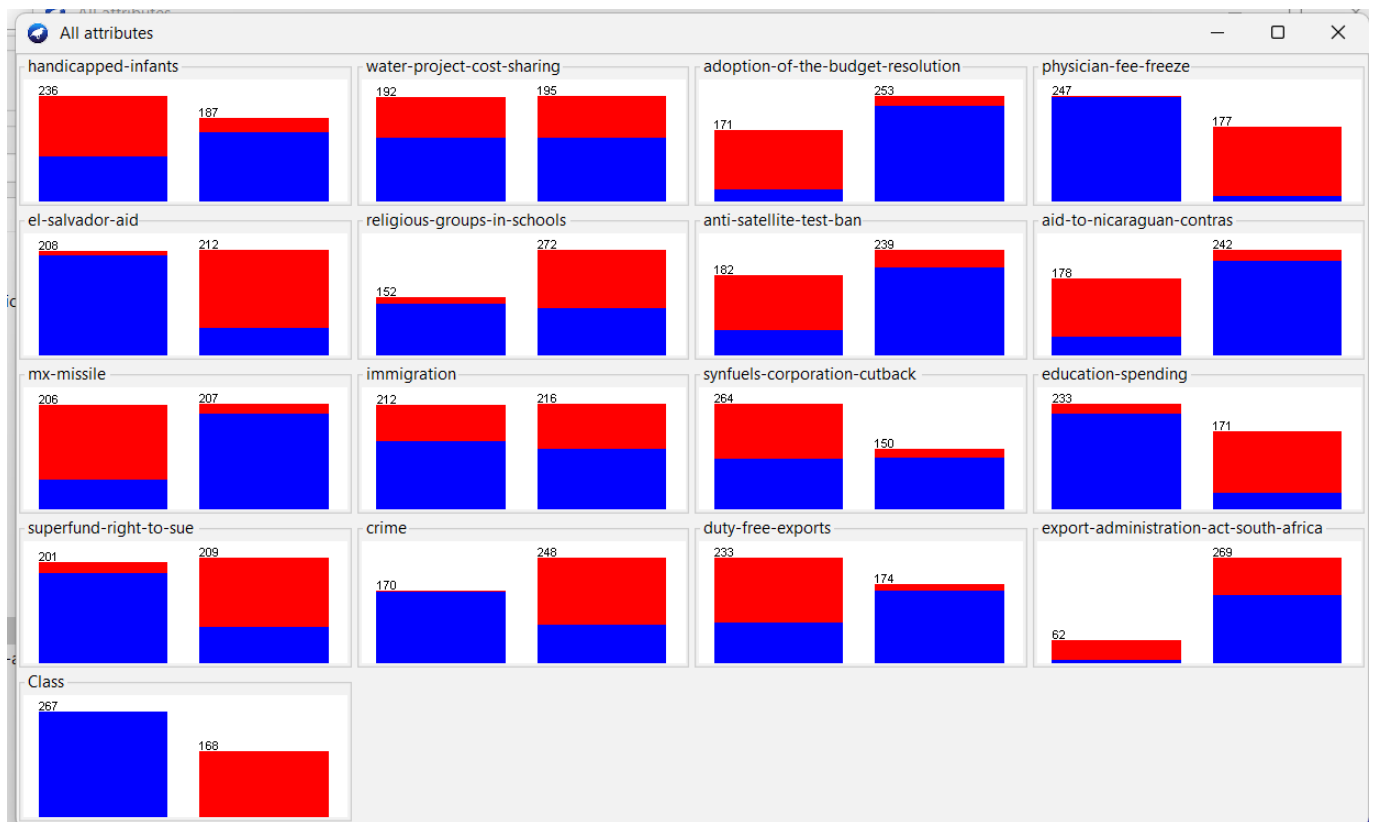 All attributes
All attributes
handicapped-infants
236
187
water-project-cost-sharing
192
195
adoption-of-the-budget-resolution
171
253
physician-fee-freeze
247
177
el-salvador-aid
208
212
religious-groups-in-schools
152
272
anti-satellite-test-ban
182
239
aid-to-nicaraguan-contras
178
242
mx-missile
206
207
immigration
212
216
synfuels-corporation-cutback
264
150
education-spending
233
171
superfund-right-to-sue
201
209
crime
170
248
duty-free-exports
233
174
export-administration-act-south-africa
62
269
Class
267
168